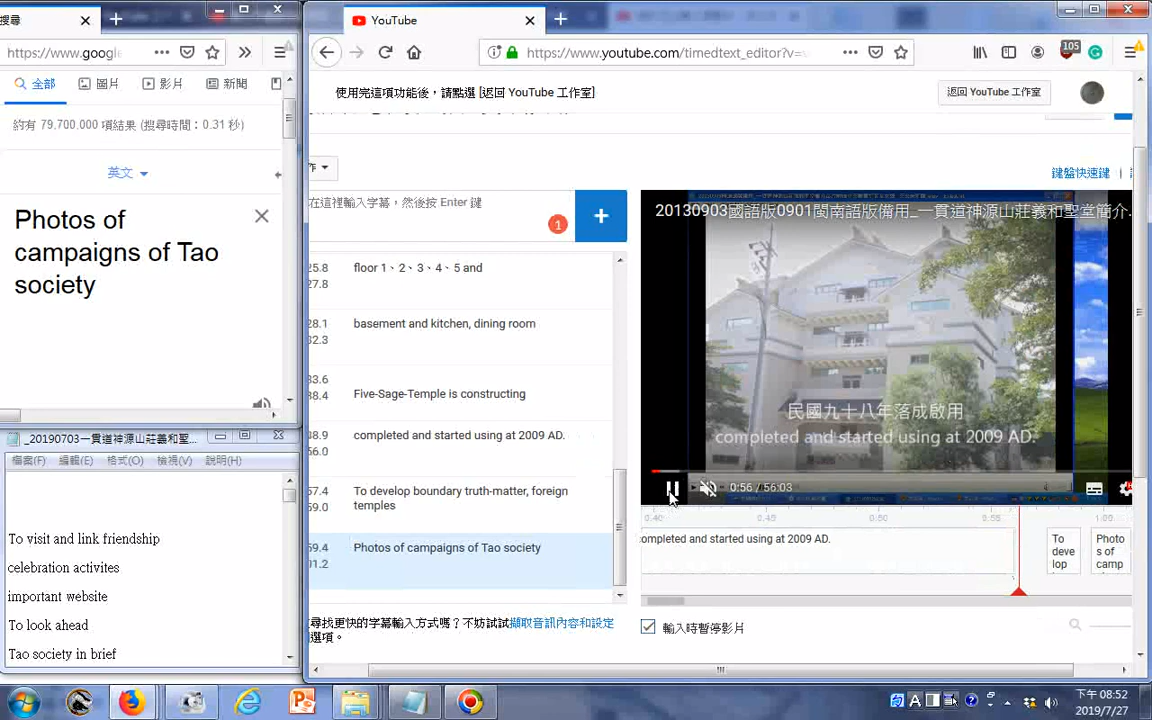 搜尋
YouTube
https://www.google
https://www.youtube.com/timedtext_editor?v=
105
全部
圖片
影片
新聞
使用完這項功能後，請點選 [返回 YouTube 工作室]
返回 YouTube 工作室
約有 79,700,000 項結果 (搜尋時間：0.31 秒)
英文
Photos of
campaigns of Tao
society
作
鍵盤快速鍵
在這裡輸入字幕，然後按 Enter 鍵
1
+
25.8
27.8
floor 1、2、3、4、5 and
28.1
32.3
basement and kitchen, dining room
33.6
38.4
Five-Sage-Temple is constructing
38.9
56.0
completed and started using at 2009 AD.
57.4
59.0
To develop boundary truth-matter, foreign
temples
59.4
01.2
Photos of campaigns of Tao society
尋找更快的字幕輸入方式嗎？不妨試試擷取音訊內容和設定
選項。
20130903國語版0901閩南語版備用_一貫道神源山莊義和聖堂簡介...
民國九十八年落成啟用
completed and started using at 2009 AD.
0:56 / 56:03
0:40
0:45
0:50
0:55
1:00
completed and started using at 2009 AD.
To
deve
lop
Photo
s of
camp
輸入時暫停影片
_20190703一貫道神源山莊義和聖...
檔案(F)
編輯(E)
格式(O)
檢視(V)
說明(H)
To visit and link friendship
celebration activites
important website
To look ahead
Tao society in brief
A
下午 08:52
2019/7/27